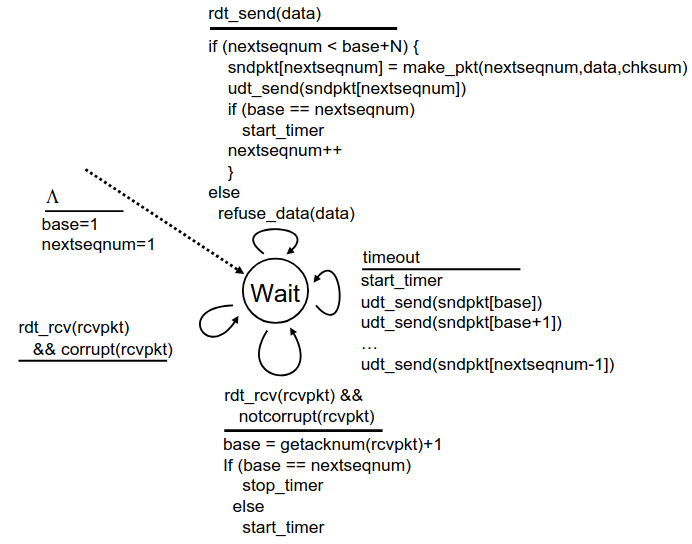 rdt_send(data)
if (nextseqnum < base+N) {
sndpkt[nextseqnum] = make_pkt(nextseqnum,data,chksum)
udt_send(sndpkt[nextseqnum])
if (base == nextseqnum)
start_timer
nextseqnum++
}
else
refuse_data(data)
Λ
base=1
nextseqnum=1
Wait
timeout
start_timer
udt_send(sndpkt[base])
udt_send(sndpkt[base+1])
…
udt_send(sndpkt[nextseqnum-1])
rdt_rcv(rcvpkt)
&& corrupt(rcvpkt)
rdt_rcv(rcvpkt) &&
notcorrupt(rcvpkt)
base = getacknum(rcvpkt)+1
If (base == nextseqnum)
stop_timer
else
start_timer